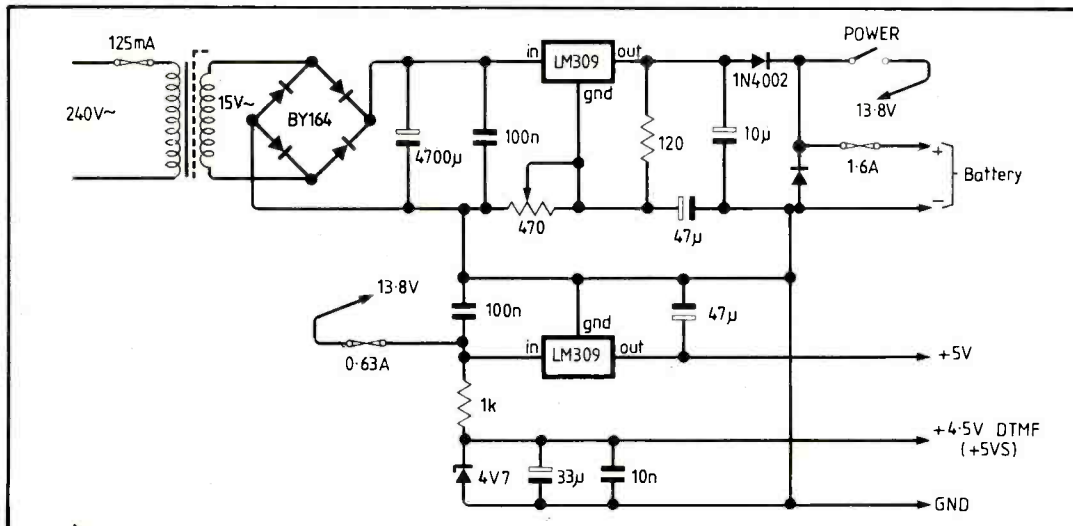 125mA
240V~
15V~
BY164
4700µ
100n
in
LM309
out
gnd
470
120
47µ
10µ
1N4002
POWER
13·8V
1·6A
+
Battery
−
13·8V
0·63A
100n
gnd
in
LM309
out
47µ
+5V
1k
+4·5V DTMF
(+5VS)
4V7
33µ
10n
GND